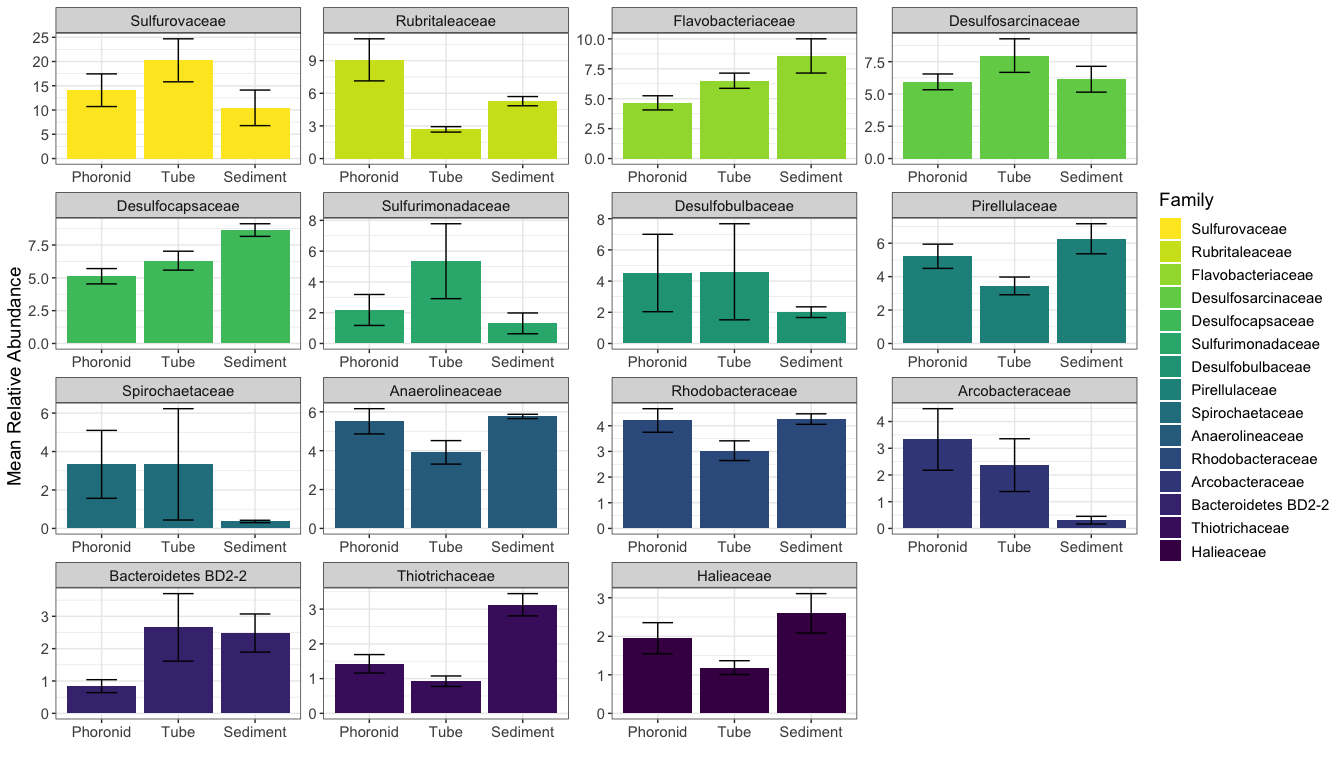 Sulfurovaceae
Rubritaleaceae
Flavobacteriaceae
Desulfosarcinaceae
25
20
15
10
5
0
9
6
3
0
10.0
7.5
5.0
2.5
0.0
7.5
5.0
2.5
0.0
Phoronid Tube Sediment
Phoronid Tube Sediment
Phoronid Tube Sediment
Phoronid Tube Sediment
Desulfocapsaceae
Sulfurimonadaceae
Desulfobulbaceae
Pirellulaceae
7.5
5.0
2.5
0.0
8
6
4
2
0
8
6
4
2
0
6
4
2
0
Phoronid Tube Sediment
Phoronid Tube Sediment
Phoronid Tube Sediment
Phoronid Tube Sediment
Mean Relative Abundance
Spirochaetaceae
Anaerolineaceae
Rhodobacteraceae
Arcobacteraceae
6
4
2
0
6
4
2
0
4
3
2
1
0
4
3
2
1
0
Phoronid Tube Sediment
Phoronid Tube Sediment
Phoronid Tube Sediment
Phoronid Tube Sediment
Bacteroidetes BD2-2
Thiotrichaceae
Halieaceae
3
2
1
0
3
2
1
0
3
2
1
0
Phoronid Tube Sediment
Phoronid Tube Sediment
Phoronid Tube Sediment
Family
Sulfurovaceae
Rubritaleaceae
Flavobacteriaceae
Desulfosarcinaceae
Desulfocapsaceae
Sulfurimonadaceae
Desulfobulbaceae
Pirellulaceae
Spirochaetaceae
Anaerolineaceae
Rhodobacteraceae
Arcobacteraceae
Bacteroidetes BD2-2
Thiotrichaceae
Halieaceae